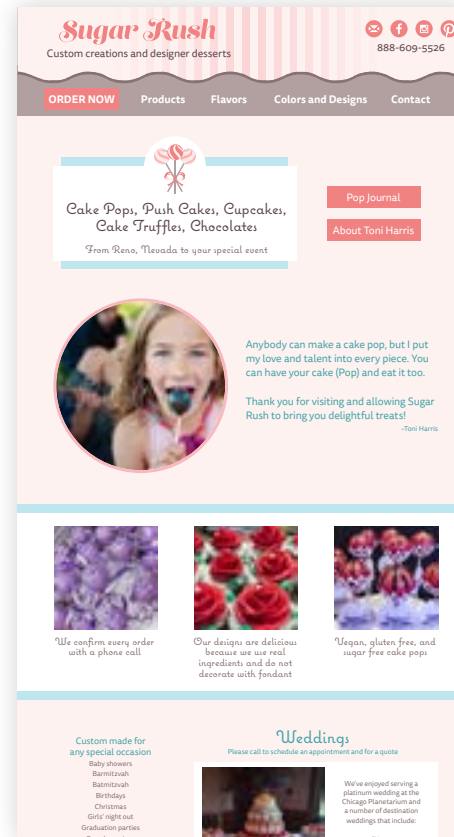 Sugar Rush
Custom creations and designer desserts
888-609-5526
ORDER NOW
Products
Flavors
Colors and Designs
Contact
Cake Pops, Push Cakes, Cupcakes,
Cake Truffles, Chocolates
From Reno, Nevada to your special event
Pop Journal
About Toni Harris
Anybody can make a cake pop, but I put
my love and talent into every piece. You
can have your cake (Pop) and eat it too.
Thank you for visiting and allowing Sugar
Rush to bring you delightful treats!
-Toni Harris
We confirm every order
with a phone call
Our designs are delicious
because we use real
ingredients and do not
decorate with fondant
Vegan, gluten free, and
sugar free cake pops
Custom made for
any special occasion
Baby showers
Barmitzvah
Batmitzvah
Birthdays
Christmas
Girls' night out
Graduation parties
Weddings
Please call to schedule an appointment and for a quote
We've enjoyed serving a
platinum wedding at the
Chicago Planetarium and
a number of destination
weddings that include: